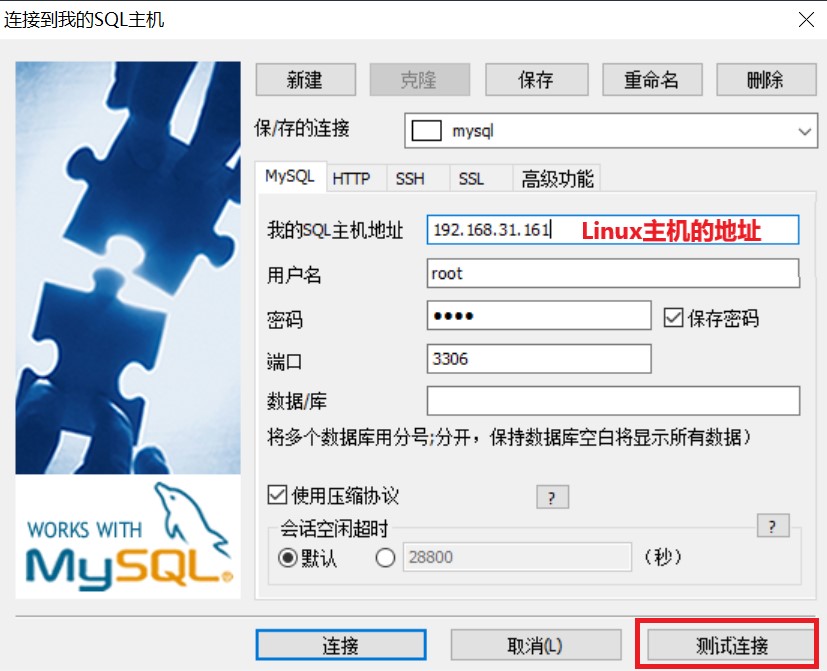 连接到我的SQL主机
新建 克隆 保存 重命名 删除
保/存的连接 mysql
MySQL HTTP SSH SSL 高级功能
我的SQL主机地址 192.168.31.161 Linux主机的地址
用户名 root
密码 ●●●● 保存密码
端口 3306
数据/库
将多个数据库用分号;分开，保持数据库空白将显示所有数据）
使用压缩协议 ?
会话空闲超时 ?
默认 28800 （秒）
WORKS WITH
MySQL®
连接 取消(L) 测试连接